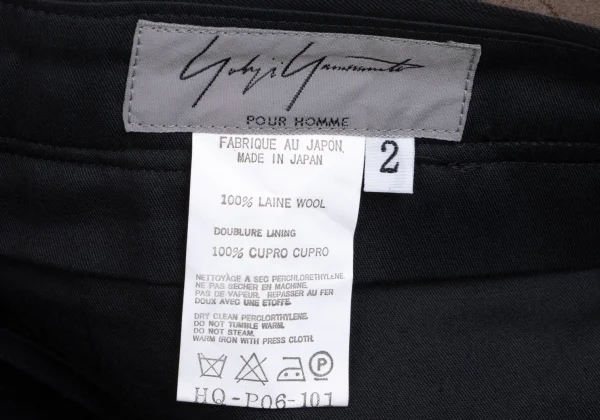 Yohji Yamamoto
POUR HOMME
2
FABRIQUE AU JAPON
MADE IN JAPAN
100% LAINE WOOL
DOUBLURE LINING
100% CUPRO CUPRO
NETTOYAGE A SEC PERCHLORETHYLENE.
NE PAS SECHER EN MACHINE.
PAS DE VAPEUR. REPASSER AU FER
DOUX AVEC UNE ETOFFE.
DRY CLEAN PERCLORTHYLENE.
DO NOT TUMBLE WARM.
DO NOT STEAM.
WARM IRON WITH PRESS CLOTH.
P
HQ-P06-101